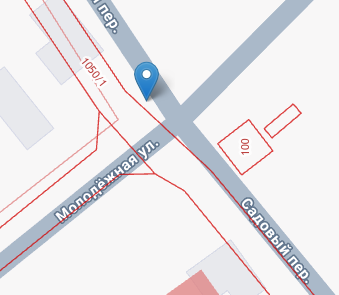 й пер.
1050/1
100
Молодёжная ул.
Садовый пер.